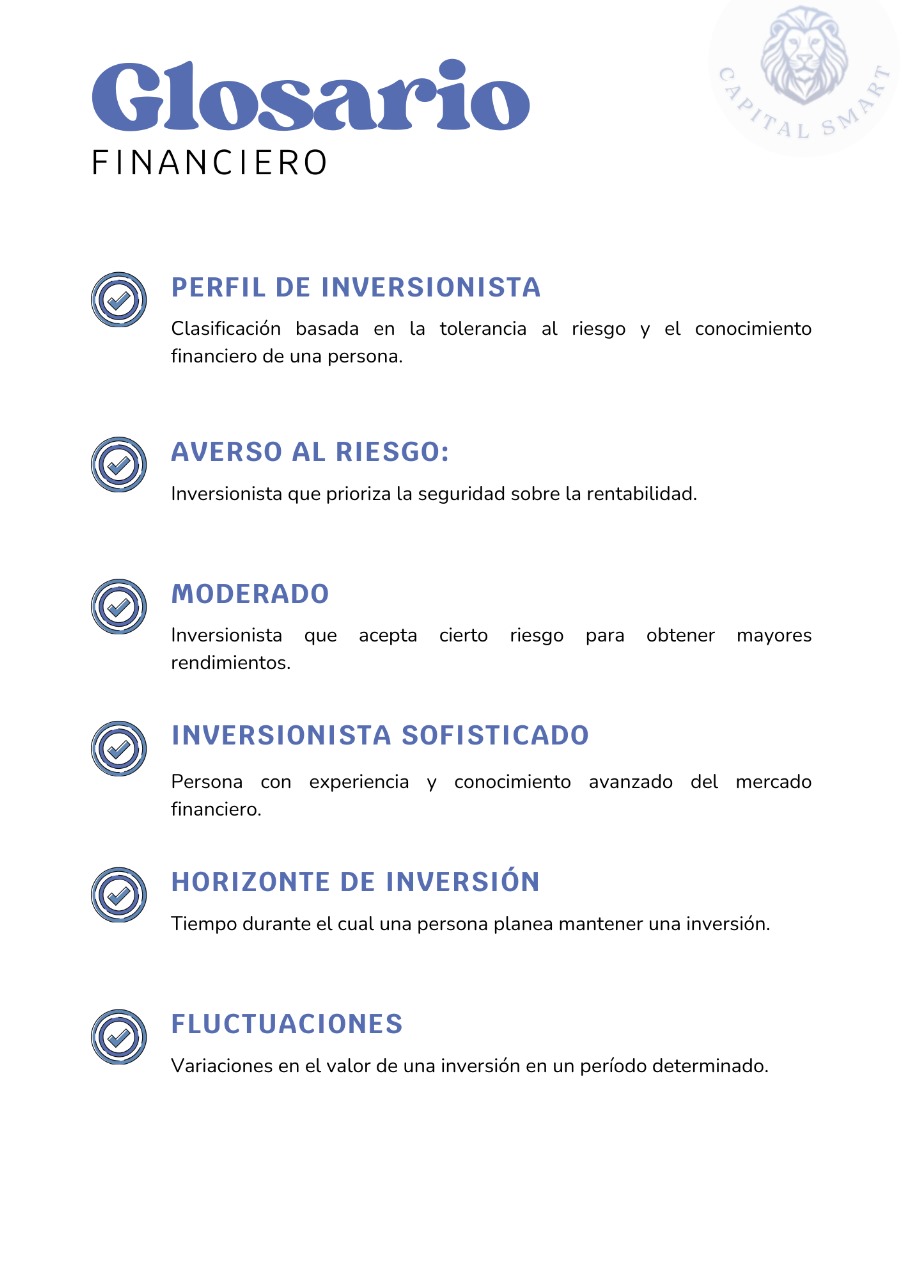 Glosario
FINANCIERO
CAPITAL SMART
PERFIL DE INVERSIONISTA
Clasificación basada en la tolerancia al riesgo y el conocimiento
financiero de una persona.
AVERSO AL RIESGO:
Inversionista que prioriza la seguridad sobre la rentabilidad.
MODERADO
Inversionista que acepta cierto riesgo para obtener mayores
rendimientos.
INVERSIONISTA SOFISTICADO
Persona con experiencia y conocimiento avanzado del mercado
financiero.
HORIZONTE DE INVERSIÓN
Tiempo durante el cual una persona planea mantener una inversión.
FLUCTUACIONES
Variaciones en el valor de una inversión en un período determinado.